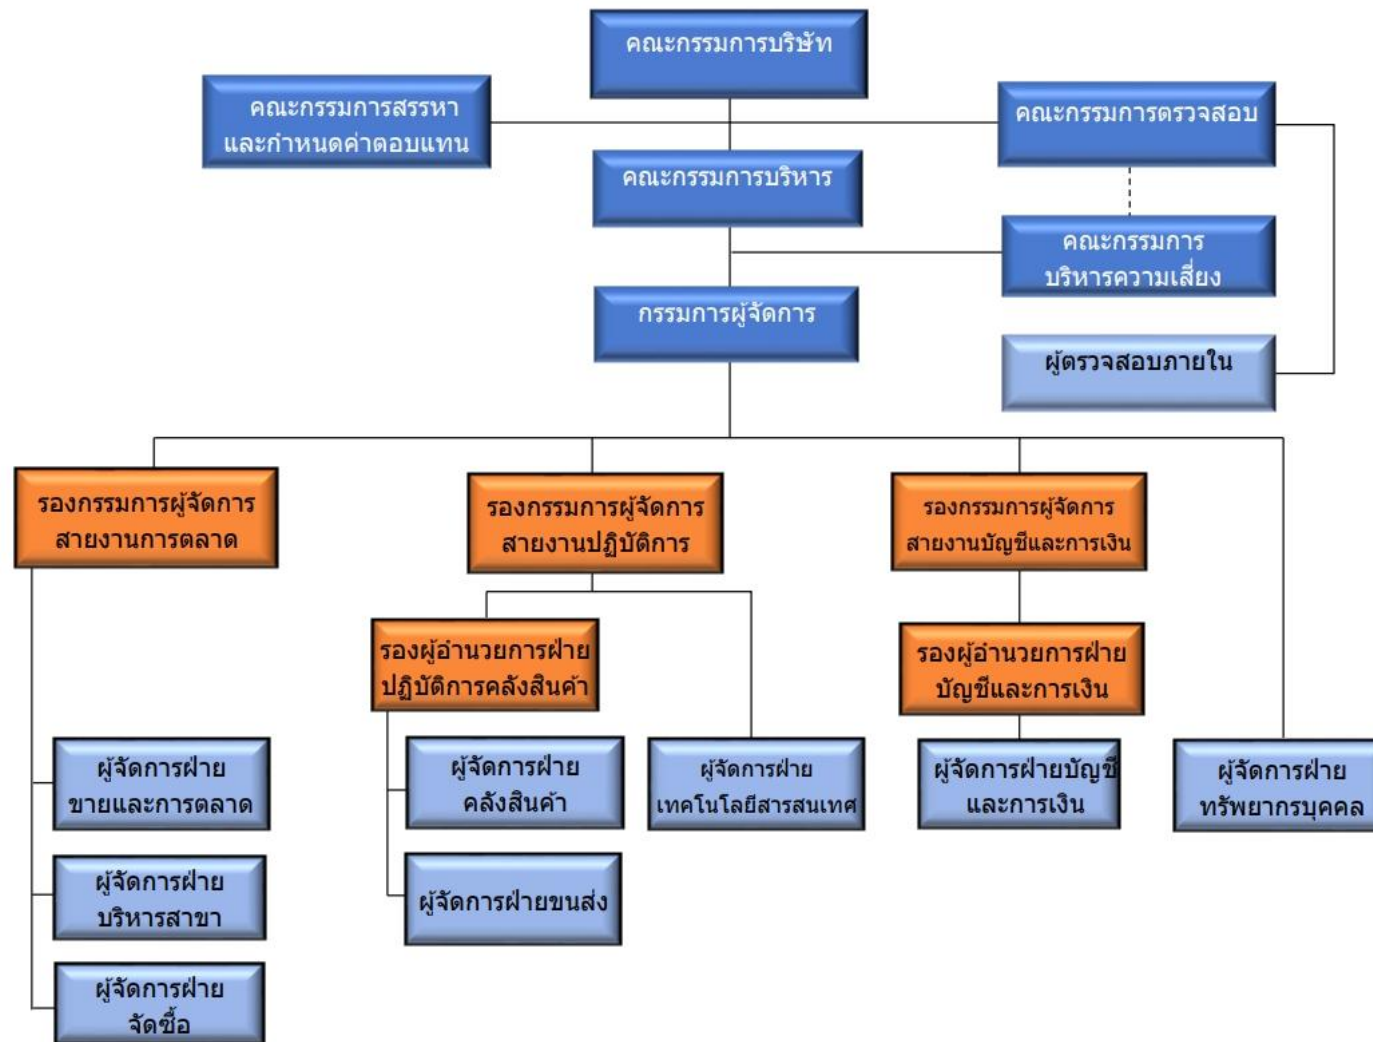 คณะกรรมการบริษัท
คณะกรรมการสรรหา
และกำหนดค่าตอบแทน
คณะกรรมการตรวจสอบ
คณะกรรมการบริหาร
คณะกรรมการ
บริหารความเสี่ยง
กรรมการผู้จัดการ
ผู้ตรวจสอบภายใน
รองกรรมการผู้จัดการ
สายงานการตลาด
รองกรรมการผู้จัดการ
สายงานปฏิบัติการ
รองกรรมการผู้จัดการ
สายงานบัญชีและการเงิน
รองผู้อำนวยการฝ่าย
ปฏิบัติการคลังสินค้า
รองผู้อำนวยการฝ่าย
บัญชีและการเงิน
ผู้จัดการฝ่าย
ขายและการตลาด
ผู้จัดการฝ่าย
คลังสินค้า
ผู้จัดการฝ่าย
เทคโนโลยีสารสนเทศ
ผู้จัดการฝ่ายบัญชี
และการเงิน
ผู้จัดการฝ่าย
ทรัพยากรบุคคล
ผู้จัดการฝ่าย
บริหารสาขา
ผู้จัดการฝ่ายขนส่ง
ผู้จัดการฝ่าย
จัดซื้อ